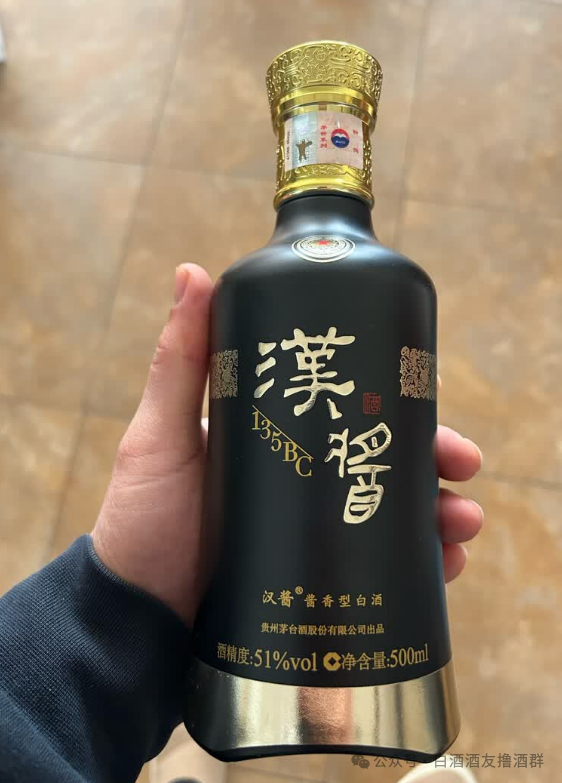 漢
135BC
醬
汉酱® 酱香型白酒
贵州茅台酒股份有限公司出品
酒精度:51%vol 净含量:500ml
公众号·白酒酒友撸酒群